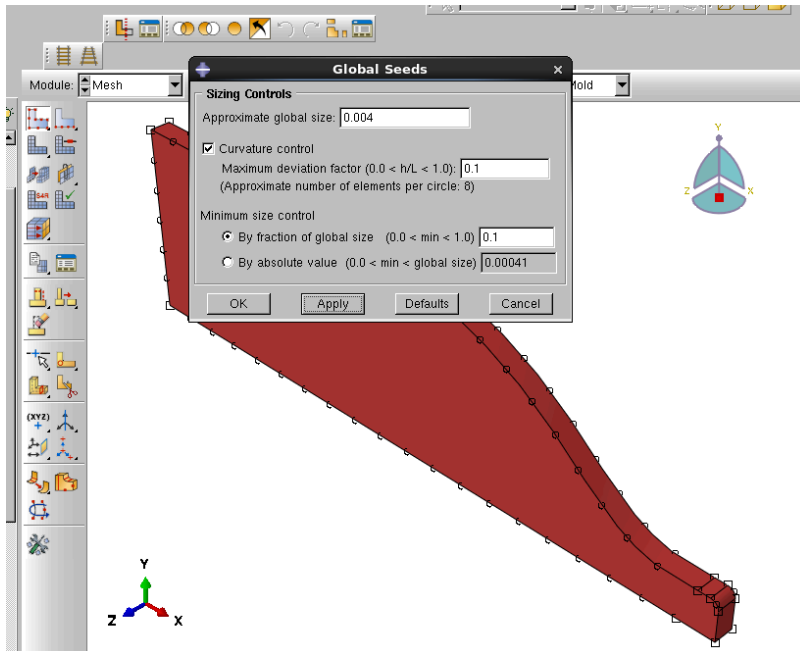 Global Seeds
Module: Mesh
Mold
Sizing Controls
Approximate global size: 0.004
Curvature control
Maximum deviation factor (0.0 < h/L < 1.0): 0.1
(Approximate number of elements per circle: 8)
Minimum size control
By fraction of global size (0.0 < min < 1.0) 0.1
By absolute value (0.0 < min < global size) 0.00041
OK Apply Defaults Cancel
Y
Z X
(XYZ)
Y
Z X